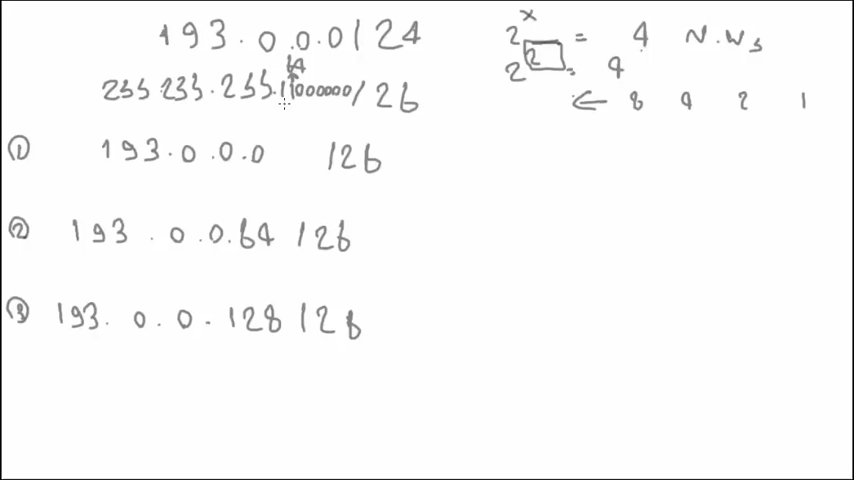 193.0.0.0/24
2^x = 4 N.Ws
64
255.255.255.11000000/26
2^2 = 4
← 8 4 2 1
① 193.0.0.0 /26
② 193.0.0.64 /26
③ 193.0.0.128 /26